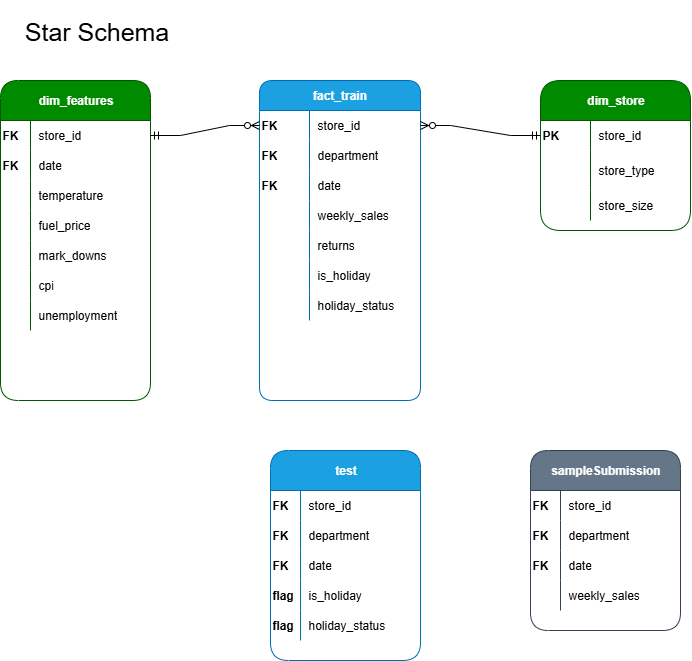 Star Schema
dim_features
FK store_id
FK date
temperature
fuel_price
mark_downs
cpi
unemployment
fact_train
FK store_id
FK department
FK date
weekly_sales
returns
is_holiday
holiday_status
dim_store
PK store_id
store_type
store_size
test
FK store_id
FK department
FK date
flag is_holiday
flag holiday_status
sampleSubmission
FK store_id
FK department
FK date
weekly_sales